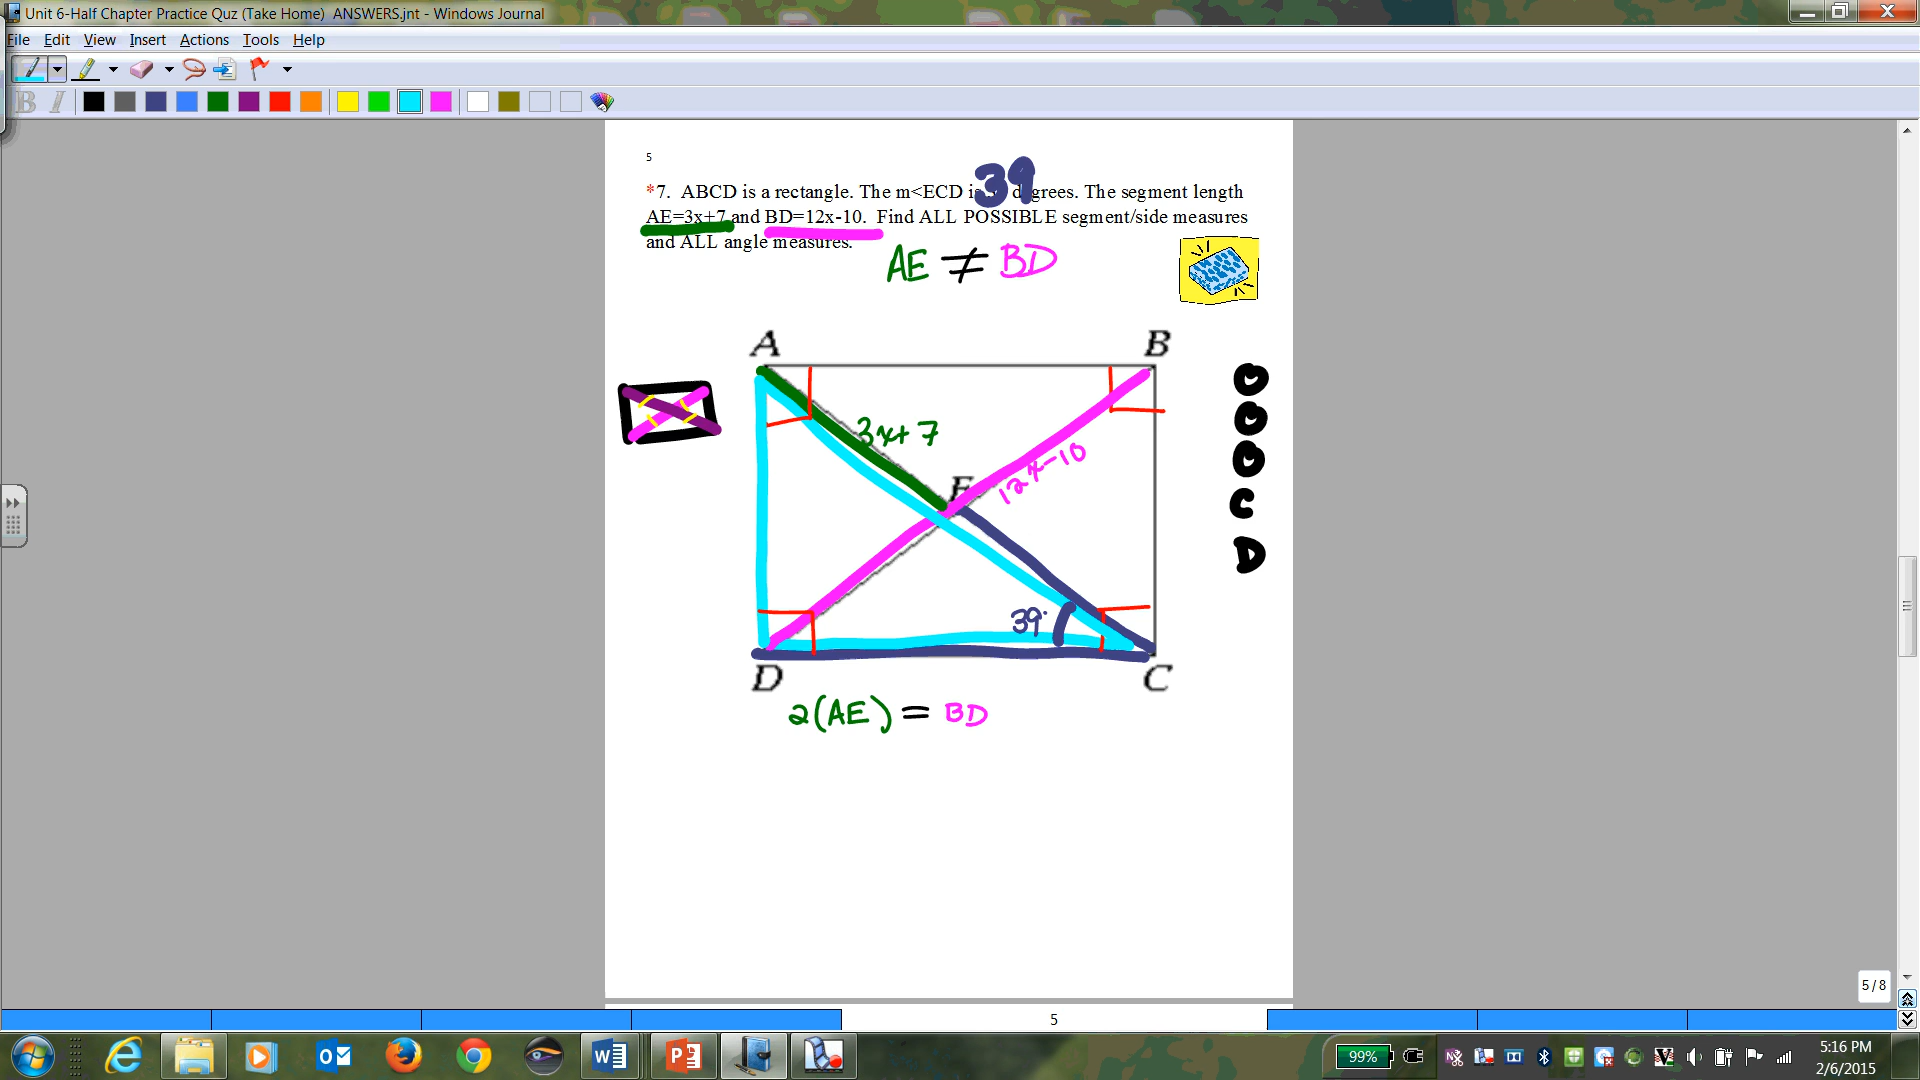 Unit 6-Half Chapter Practice Quz (Take Home)  ANSWERS.jnt - Windows Journal
File Edit View Insert Actions Tools Help
B I
5
39
*7. ABCD is a rectangle. The m<ECD is degrees. The segment length
AE=3x+7 and BD=12x-10. Find ALL POSSIBLE segment/side measures
and ALL angle measures.
AE ≠ BD
A B
3x+7
12x-10
E
39°
D C
O
O
O
C
D
2(AE) = BD
5 / 8
5
99%
5:16 PM
2/6/2015